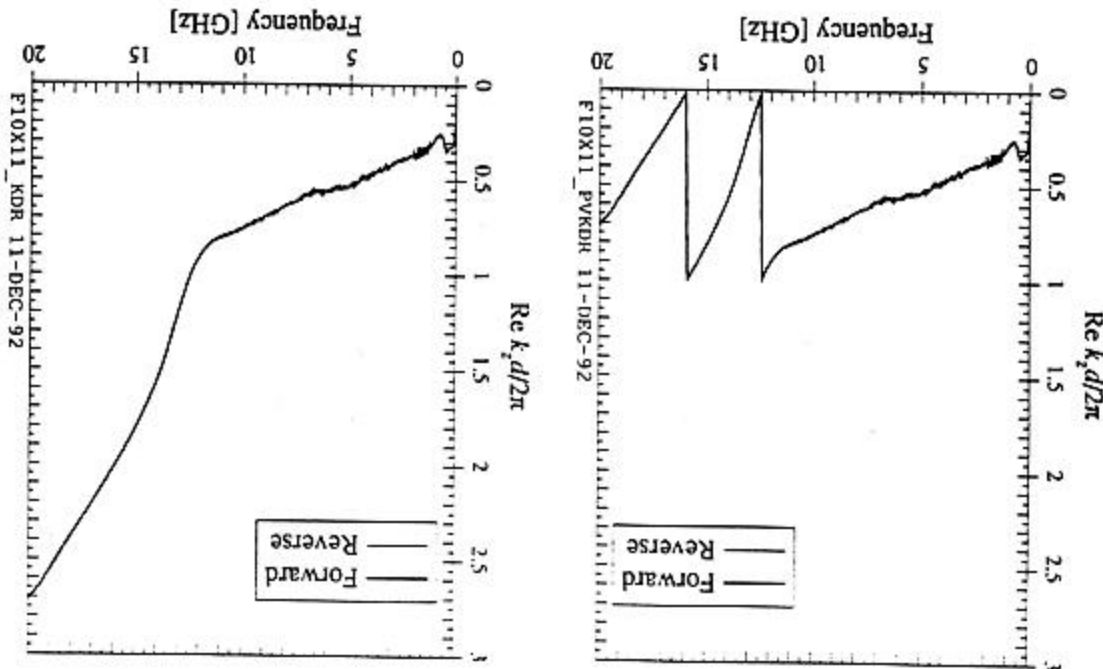 Frequency [GHz]
20 15 10 5 0
0
0.5
1
1.5
2
2.5
3
Re k_z d/2π
Forward
Reverse
F10X11_KDR 11-DEC-92
Frequency [GHz]
20 15 10 5 0
0
0.5
1
1.5
2
2.5
3
Re k_z d/2π
Forward
Reverse
F10X11_PVKDR 11-DEC-92